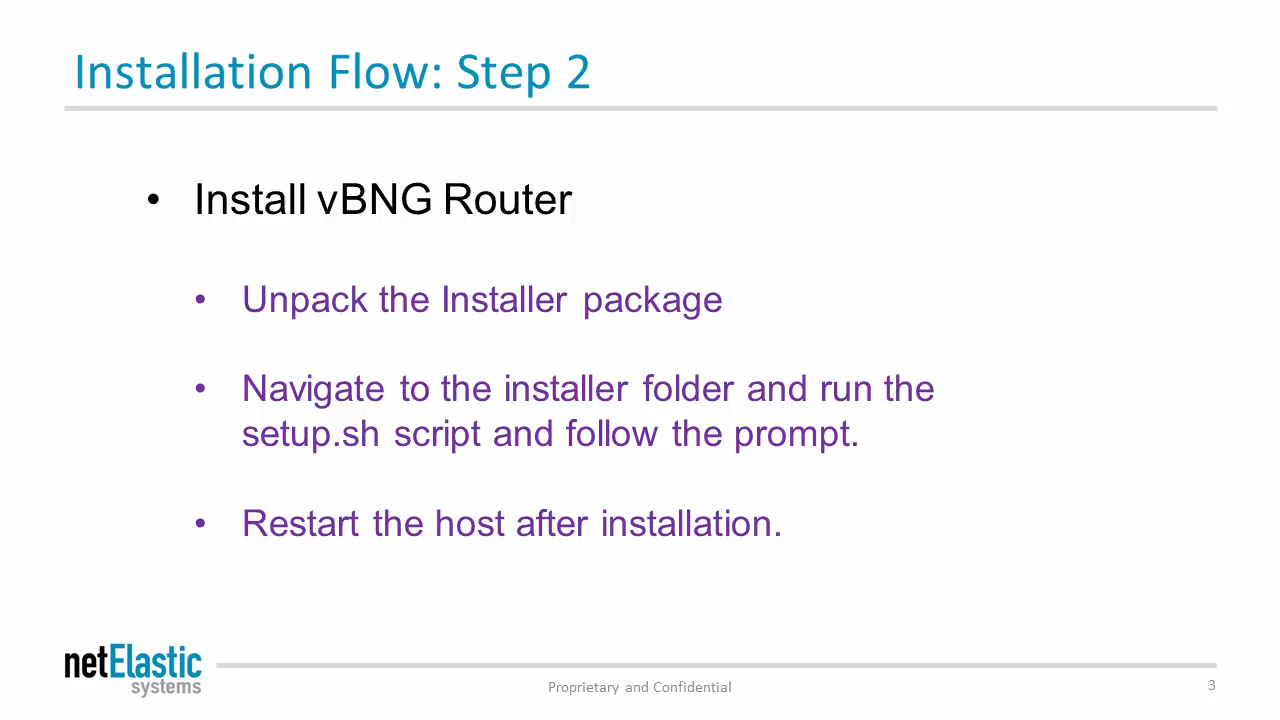 Installation Flow: Step 2
• Install vBNG Router
• Unpack the Installer package
• Navigate to the installer folder and run the
setup.sh script and follow the prompt.
• Restart the host after installation.
netElastic
systems
Proprietary and Confidential
3